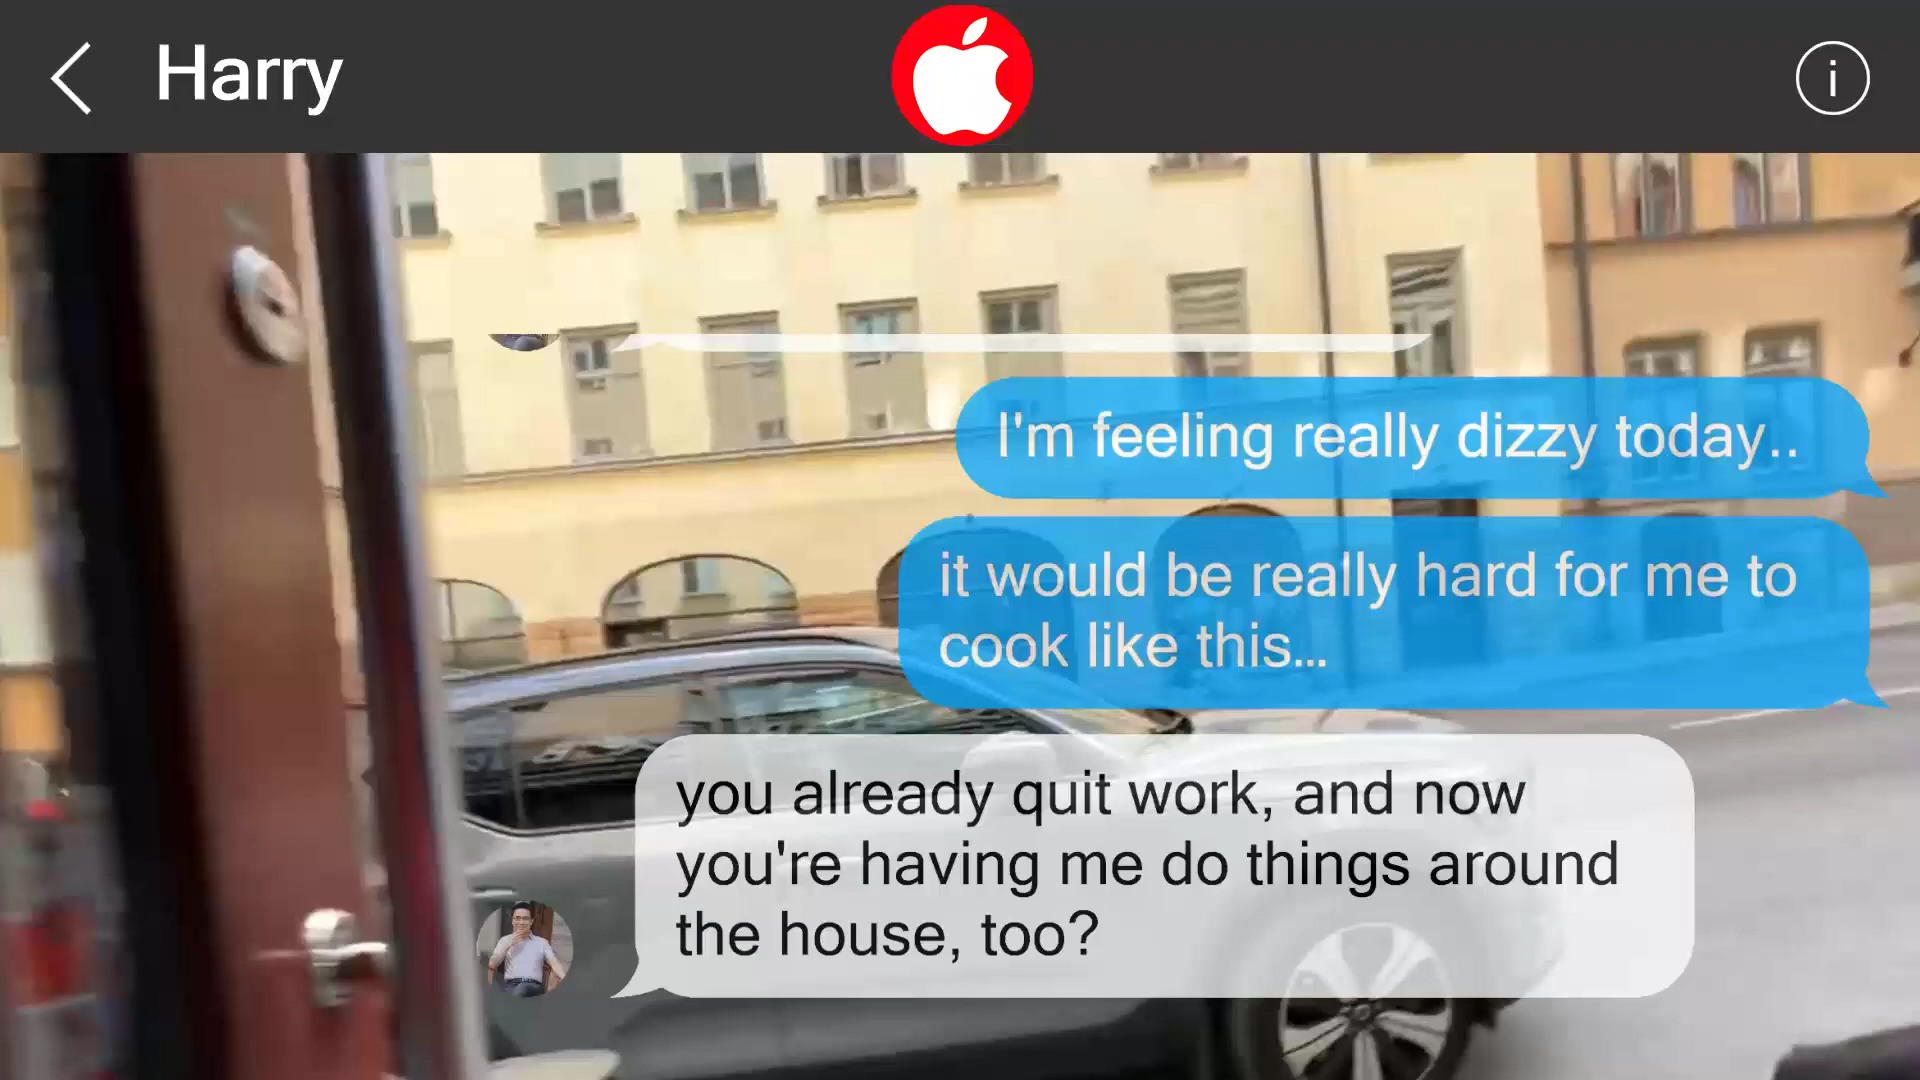 Harry
i
I'm feeling really dizzy today..
it would be really hard for me to
cook like this...
you already quit work, and now
you're having me do things around
the house, too?